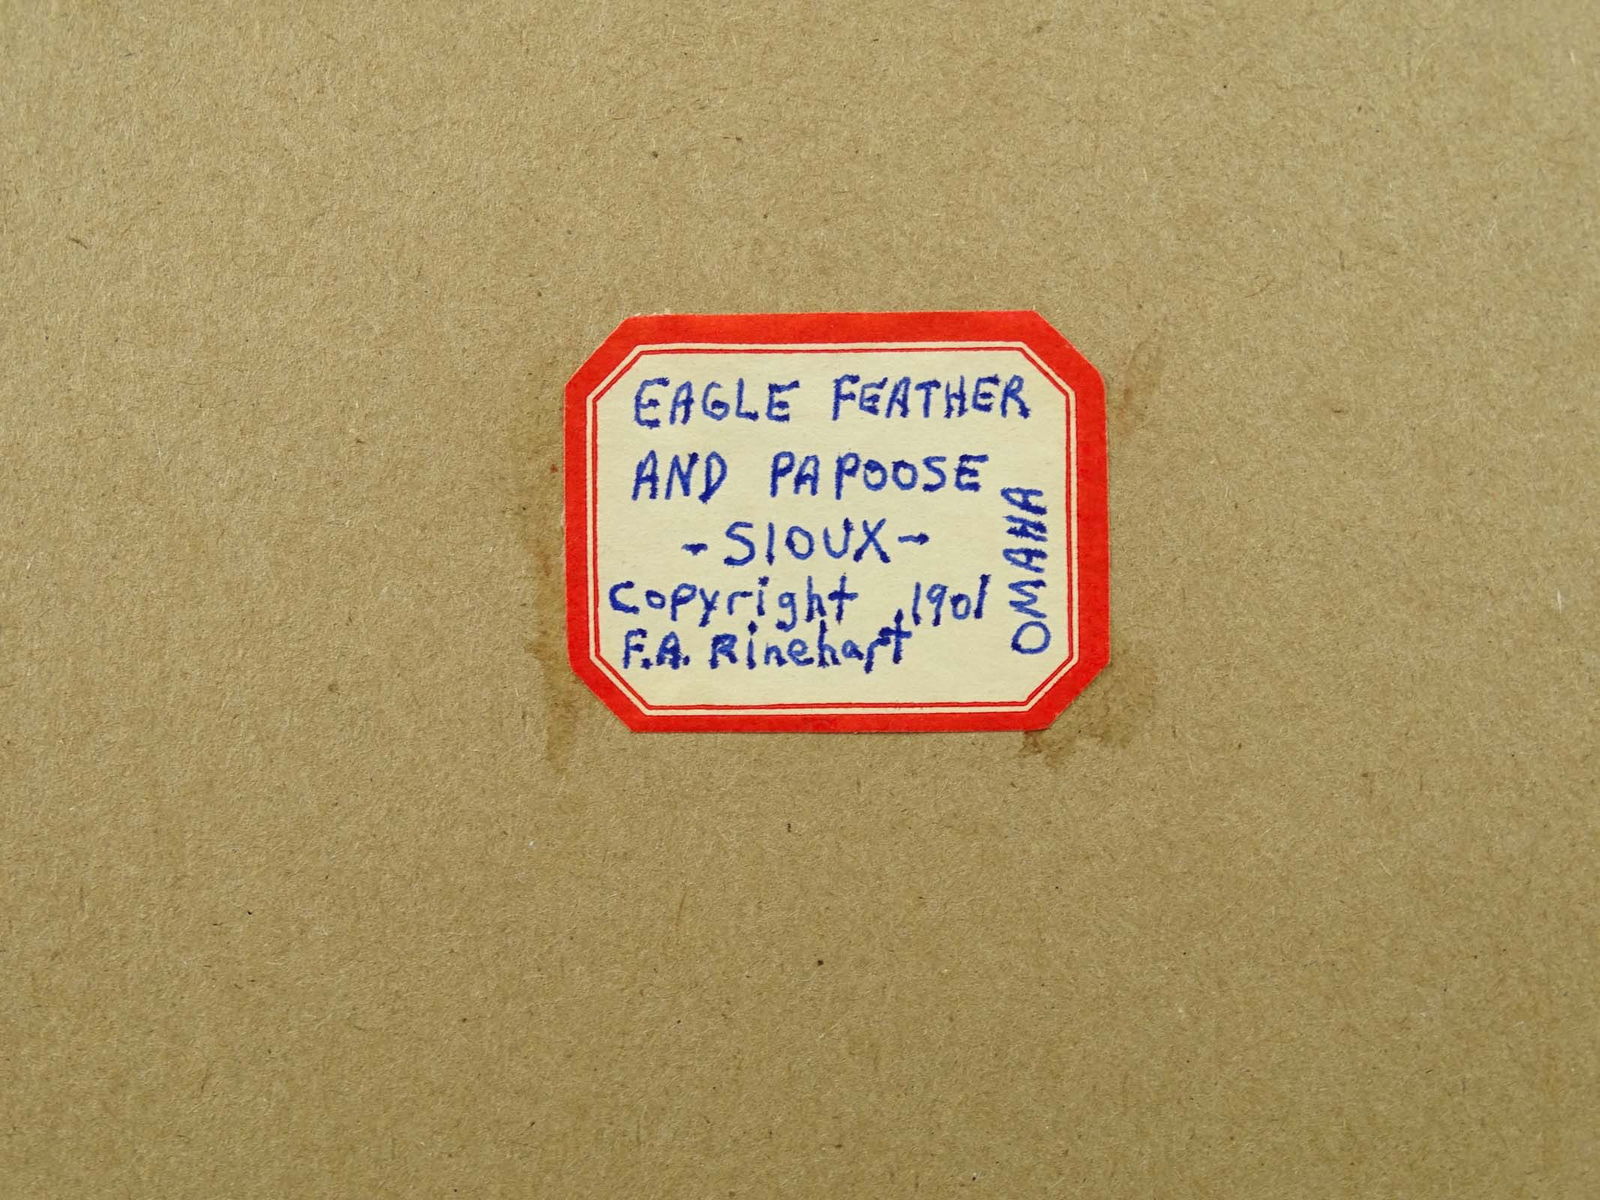 EAGLE FEATHER
AND PAPOOSE
- SIOUX -
Copyright, 1901
F.A. Rinehart
OMAHA